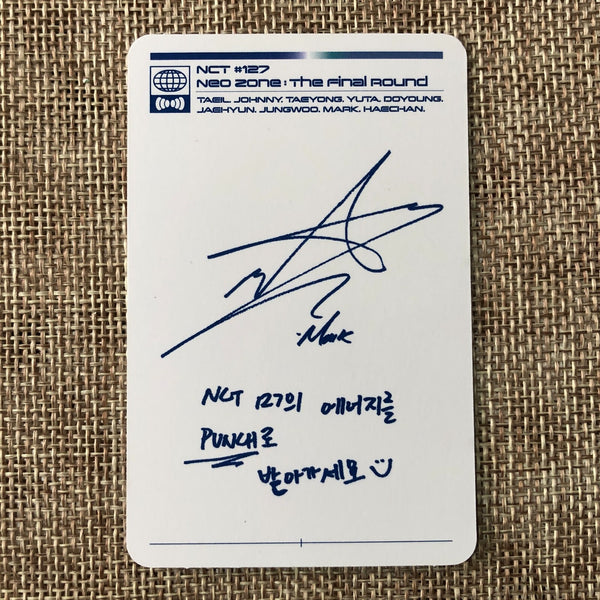 NCT #127
Neo Zone: The Final Round
TAEIL. JOHNNY. TAEYONG. YUTA. DOYOUNG.
JAEHYUN. JUNGWOO. MARK. HAECHAN.
-Mark
NCT 127의 에너지를
PUNCH로
받아가세요